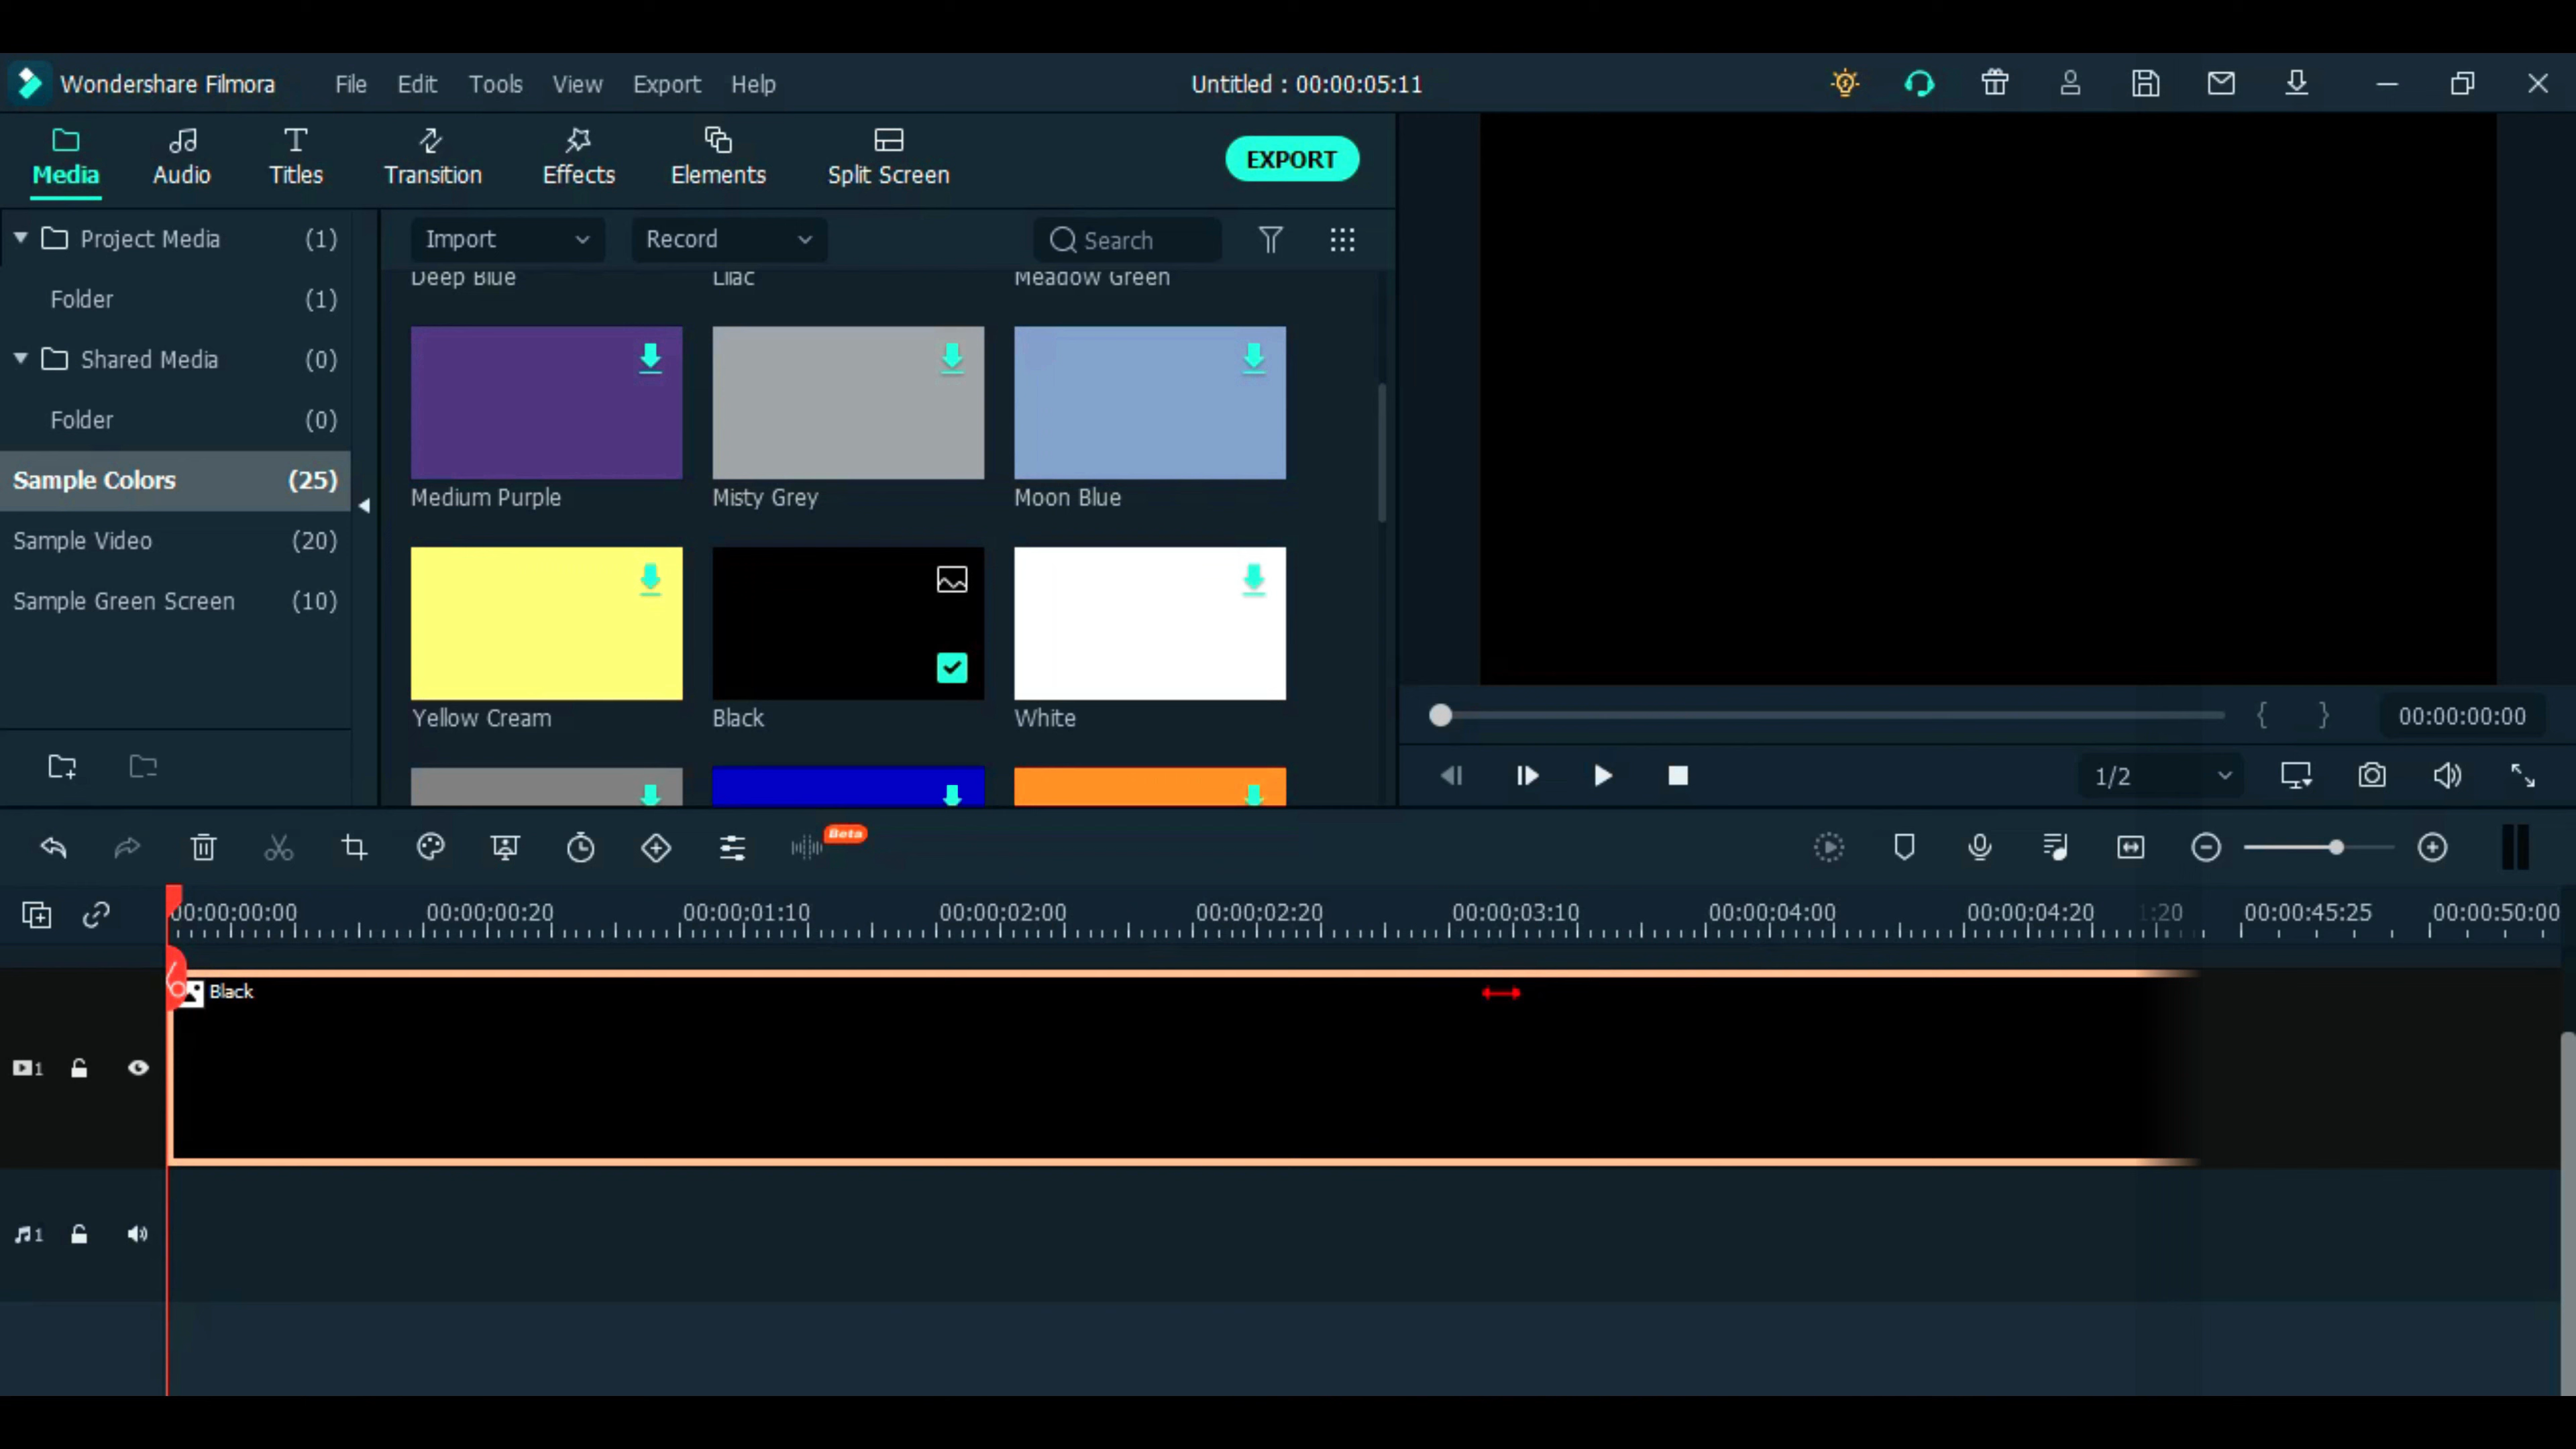 Wondershare Filmora File Edit Tools View Export Help Untitled : 00:00:05:11
Media Audio Titles Transition Effects Elements Split Screen EXPORT
Project Media (1)
Folder (1)
Shared Media (0)
Folder (0)
Sample Colors (25)
Sample Video (20)
Sample Green Screen (10)
Import Record Search
Deep Blue Lilac Meadow Green
Medium Purple Misty Grey Moon Blue
Yellow Cream Black White
{ } 00:00:00:00
1/2
Beta
00:00:00:00 00:00:00:20 00:00:01:10 00:00:02:00 00:00:02:20 00:00:03:10 00:00:04:00 00:00:04:20 1:20 00:00:45:25 00:00:50:00
Black
1
1